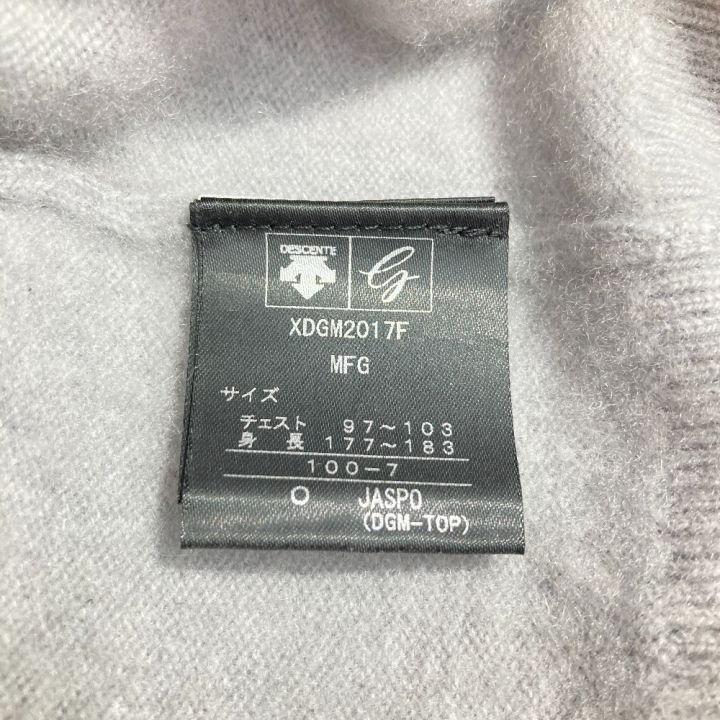 DESCENTE G
XDGM2017F
MFG
サイズ
チェスト 97〜103
身長 177〜183
100-7
O JASPO
(DGM-TOP)